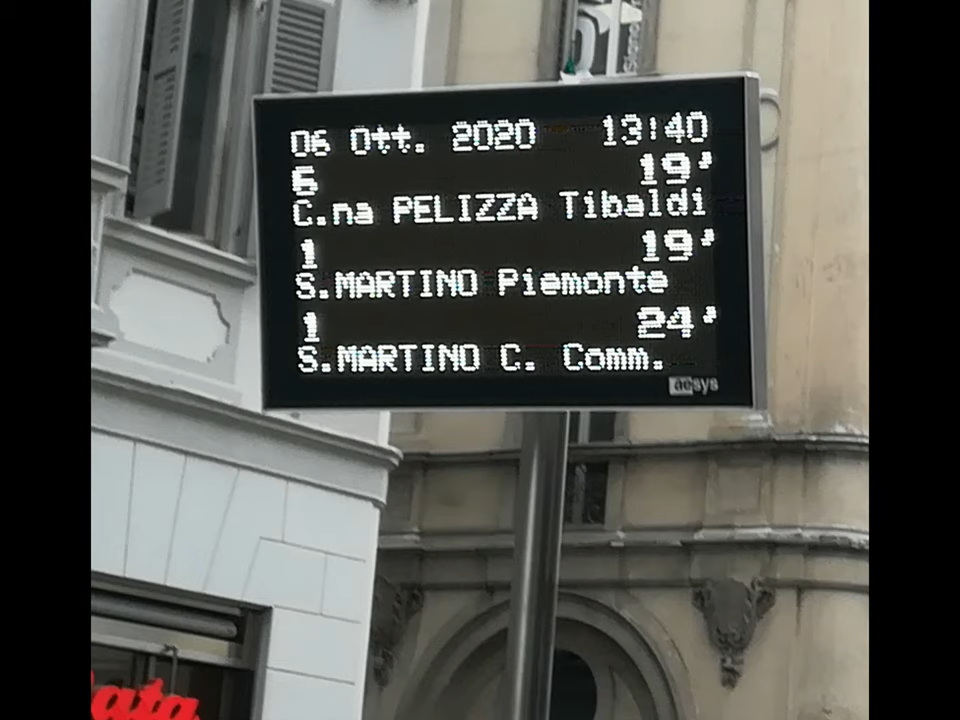 06 Ott. 2020 13:40
6 19'
C.na PELIZZA Tibaldi
1 19'
S.MARTINO Piemonte
1 24'
S.MARTINO C. Comm.
aesys